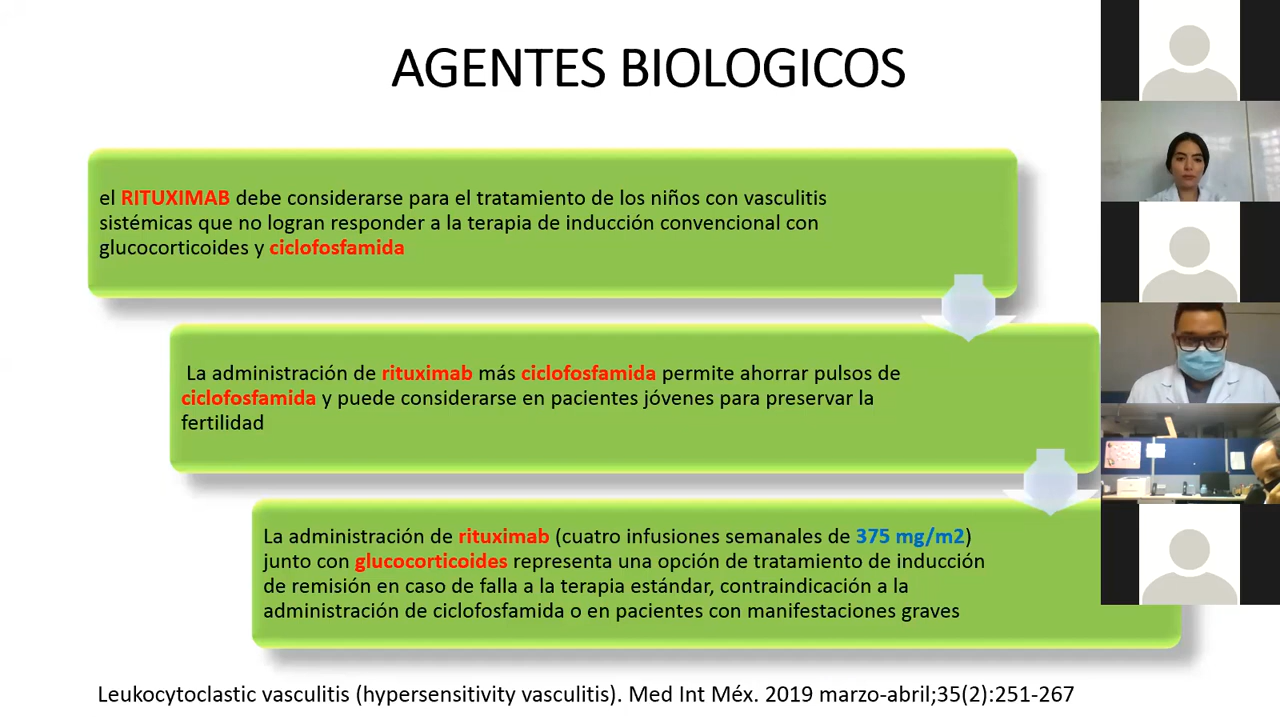 AGENTES BIOLOGICOS
el RITUXIMAB debe considerarse para el tratamiento de los niños con vasculitis
sistémicas que no logran responder a la terapia de inducción convencional con
glucocorticoides y ciclofosfamida
La administración de rituximab más ciclofosfamida permite ahorrar pulsos de
ciclofosfamida y puede considerarse en pacientes jóvenes para preservar la
fertilidad
La administración de rituximab (cuatro infusiones semanales de 375 mg/m2)
junto con glucocorticoides representa una opción de tratamiento de inducción
de remisión en caso de falla a la terapia estándar, contraindicación a la
administración de ciclofosfamida o en pacientes con manifestaciones graves
Leukocytoclastic vasculitis (hypersensitivity vasculitis). Med Int Méx. 2019 marzo-abril;35(2):251-267